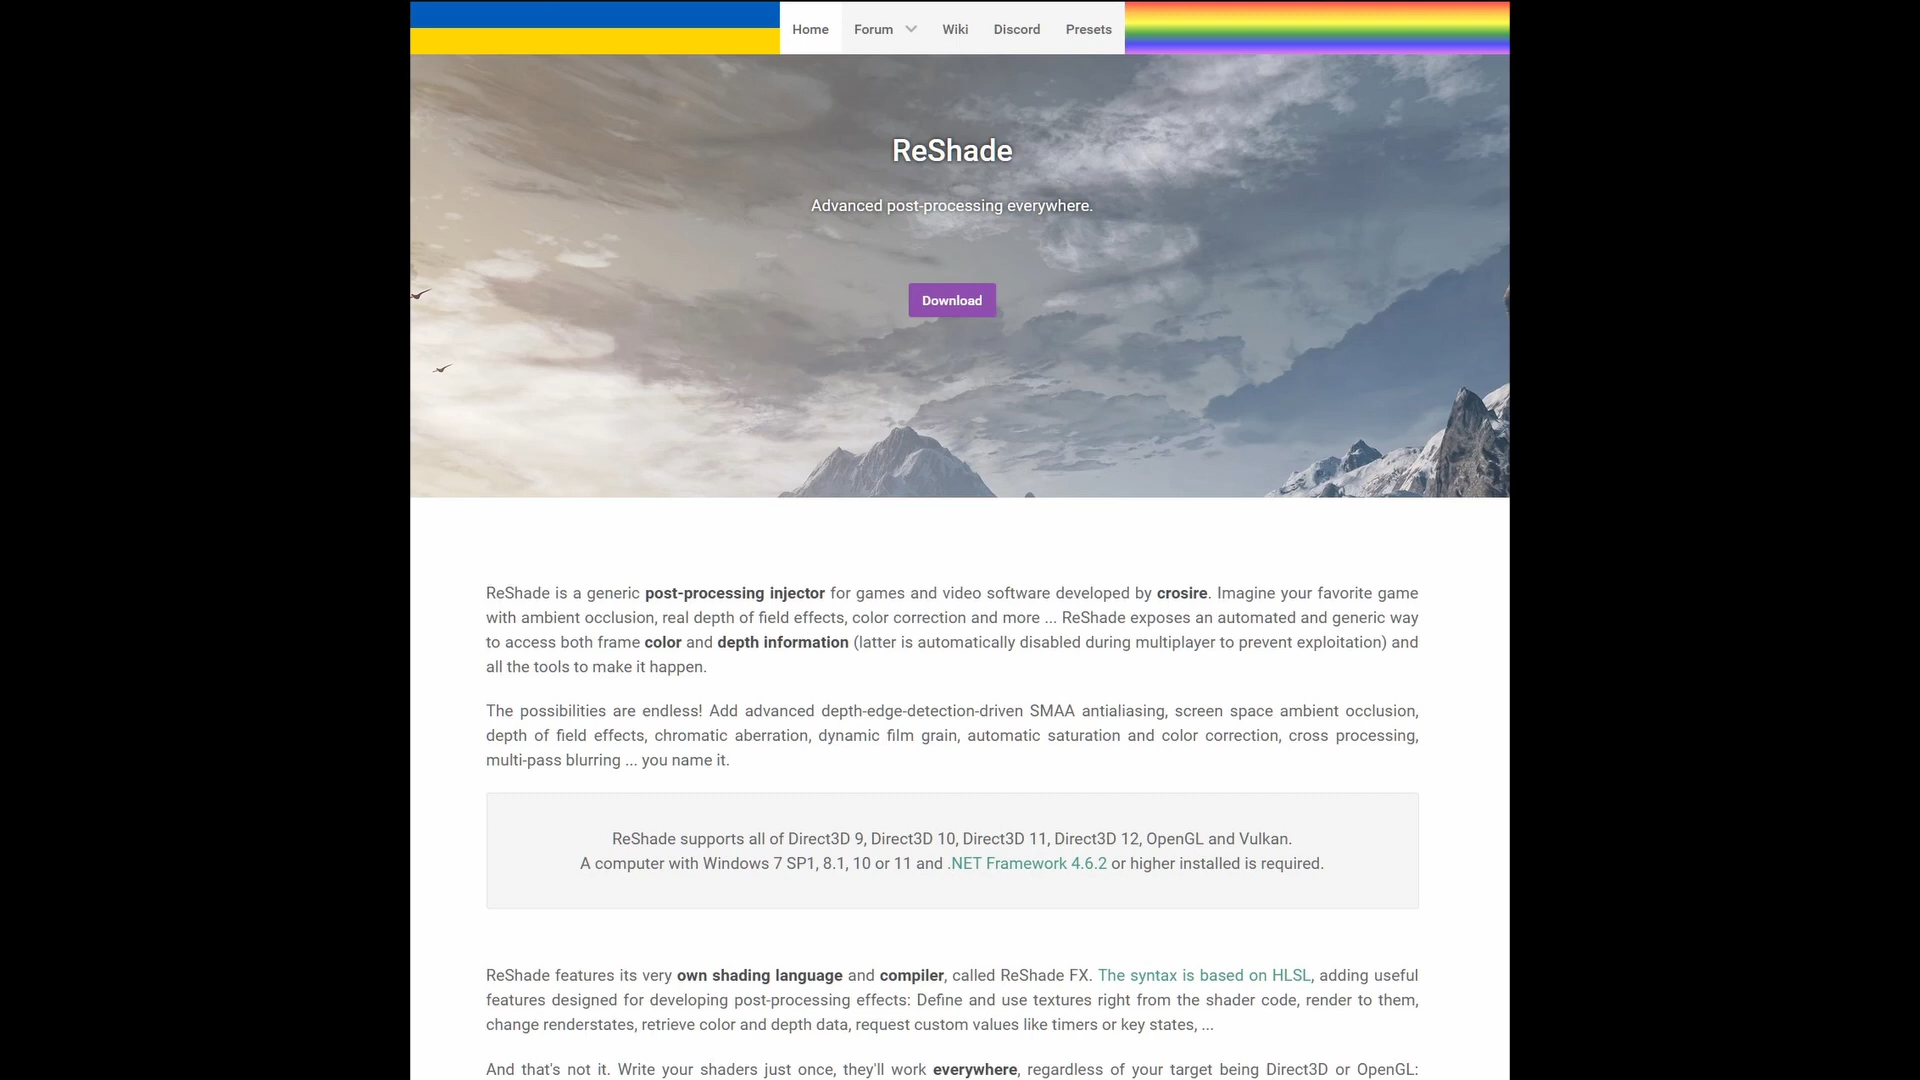 Home Forum Wiki Discord Presets
ReShade
Advanced post-processing everywhere.
Download
ReShade is a generic post-processing injector for games and video software developed by crosire. Imagine your favorite game
with ambient occlusion, real depth of field effects, color correction and more ... ReShade exposes an automated and generic way
to access both frame color and depth information (latter is automatically disabled during multiplayer to prevent exploitation) and
all the tools to make it happen.
The possibilities are endless! Add advanced depth-edge-detection-driven SMAA antialiasing, screen space ambient occlusion,
depth of field effects, chromatic aberration, dynamic film grain, automatic saturation and color correction, cross processing,
multi-pass blurring ... you name it.
ReShade supports all of Direct3D 9, Direct3D 10, Direct3D 11, Direct3D 12, OpenGL and Vulkan.
A computer with Windows 7 SP1, 8.1, 10 or 11 and .NET Framework 4.6.2 or higher installed is required.
ReShade features its very own shading language and compiler, called ReShade FX. The syntax is based on HLSL, adding useful
features designed for developing post-processing effects: Define and use textures right from the shader code, render to them,
change renderstates, retrieve color and depth data, request custom values like timers or key states, ...
And that's not it. Write your shaders just once, they'll work everywhere, regardless of your target being Direct3D or OpenGL: